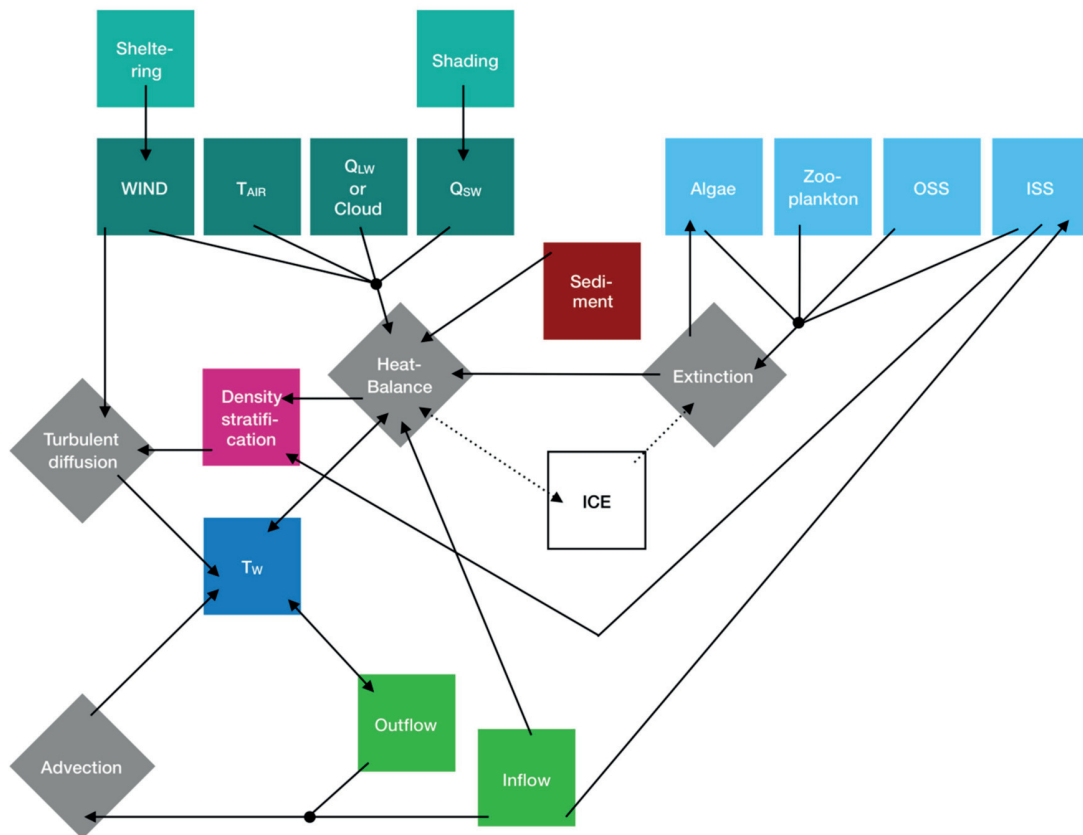 Shelte-
ring
Shading
WIND
TAIR
QLW
or
Cloud
QSW
Algae
Zoo-
plankton
OSS
ISS
Sedi-
ment
Heat-
Balance
Extinction
Density
stratifi-
cation
Turbulent
diffusion
ICE
TW
Outflow
Advection
Inflow